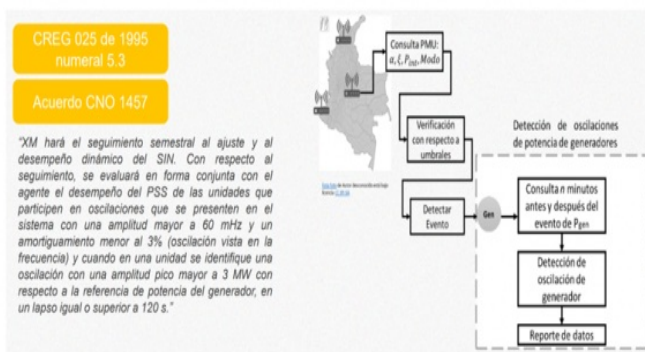 CREG 025 de 1995
numeral 5.3
Acuerdo CNO 1457
"XM hará el seguimiento semestral al ajuste y al
desempeño dinámico del SIN. Con respecto al
seguimiento, se evaluará en forma conjunta con el
agente el desempeño del PSS de las unidades que
participen en oscilaciones que se presenten en el
sistema con una amplitud mayor a 60 mHz y un
amortiguamiento menor al 3% (oscilación vista en la
frecuencia) y cuando en una unidad se identifique una
oscilación con una amplitud pico mayor a 3 MW con
respecto a la referencia de potencia del generador, en
un lapso igual o superior a 120 s."
Consulta PMU:
Modo
Verificación
con respecto a
umbrales
Detectar
Evento
Detección de oscilaciones
de potencia de generadores
Gen
Consulta n minutos
antes y después del
evento de Pgen
Detección de
oscilación de
generador
Reporte de datos